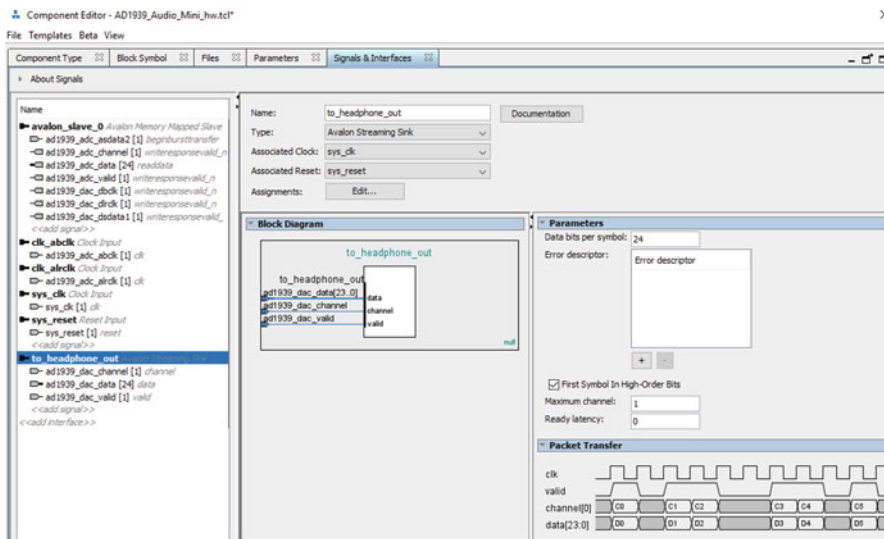 Component Editor - AD1939_Audio_Mini_hw.tcl*
File Templates Beta View
Component Type Block Symbol Files Parameters Signals & Interfaces
About Signals
Name
avalon_slave_0 Avalon Memory Mapped Slave
ad1939_adc_asdata2 [1] beginbursttransfer
ad1939_adc_channel [1] writeresponsevalid_n
ad1939_adc_data [24] readdata
ad1939_adc_valid [1] writeresponsevalid_n
ad1939_dac_dbclk [1] writeresponsevalid_n
ad1939_dac_dlrclk [1] writeresponsevalid_n
ad1939_dac_dsdata1 [1] writeresponsevalid_
<<add signal>>
clk_abclk Clock Input
ad1939_adc_abclk [1] clk
clk_alrclk Clock Input
ad1939_adc_alrclk [1] clk
sys_clk Clock Input
sys_clk [1] clk
sys_reset Reset Input
sys_reset [1] reset
<<add signal>>
to_headphone_out Avalon Streaming Sink
ad1939_dac_channel [1] channel
ad1939_dac_data [24] data
ad1939_dac_valid [1] valid
<<add signal>>
<<add interface>>
Name: to_headphone_out Documentation
Type: Avalon Streaming Sink
Associated Clock: sys_clk
Associated Reset: sys_reset
Assignments: Edit...
Block Diagram
to_headphone_out
to_headphone_out
ad1939_dac_data[23..0] data
ad1939_dac_channel channel
ad1939_dac_valid valid
null
Parameters
Data bits per symbol: 24
Error descriptor: Error descriptor
+ -
First Symbol In High-Order Bits
Maximum channel: 1
Ready latency: 0
Packet Transfer
clk
valid
channel[0] C0 C1 C2 C3 C4 C5
data[23:0] D0 D1 D2 D3 D4 D5